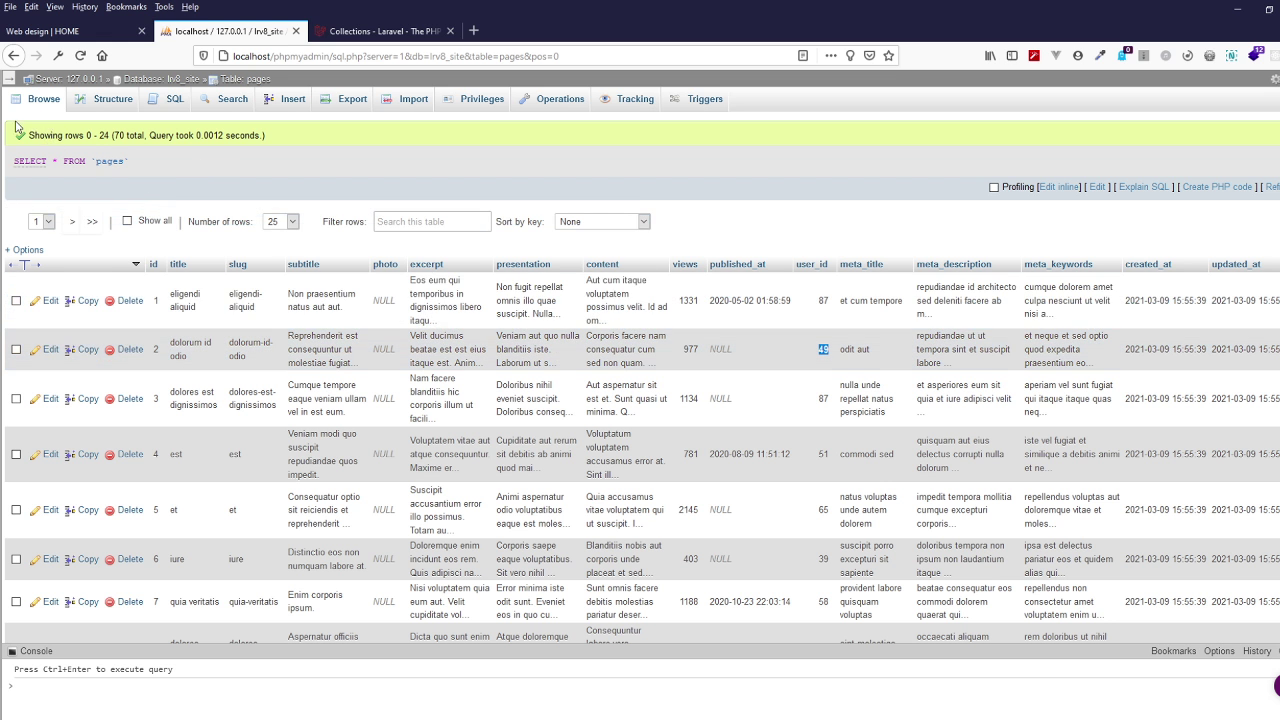 File Edit View History Bookmarks Tools Help
Web design | HOME localhost / 127.0.0.1 / lrv8_site Collections - Laravel - The PHP
localhost/phpmyadmin/sql.php?server=1&db=lrv8_site&table=pages&pos=0
Server: 127.0.0.1 » Database: lrv8_site » Table: pages
Browse Structure SQL Search Insert Export Import Privileges Operations Tracking Triggers
Showing rows 0 - 24 (70 total, Query took 0.0012 seconds.)
SELECT * FROM `pages`
Profiling [Edit inline] [ Edit ] [ Explain SQL ] [ Create PHP code ] [ Ref
1 > >> Show all Number of rows: 25 Filter rows: Search this table Sort by key: None
+ Options
id title slug subtitle photo excerpt presentation content views published_at user_id meta_title meta_description meta_keywords created_at updated_at
Edit Copy Delete 1 eligendi aliquid eligendi-aliquid Non praesentium natus aut aut. NULL Eos eum qui temporibus in dignissimos libero itaqu... Non fugit repellat omnis illo quae suscipit. Nulla... Aut cum itaque voluptatem possimus velit. Id ad om... 1331 2020-05-02 01:58:59 87 et cum tempore repudiandae id architecto sed deleniti facere ab m... cumque dolorem amet culpa nesciunt ut velit nisi a... 2021-03-09 15:55:39 2021-03-09 15:55:39
Edit Copy Delete 2 dolorum id odio dolorum-id-odio Reprehenderit est consequuntur ut molestiae fugiat... NULL Velit ducimus beatae est est eius itaque est. Anim... Veniam aut quo nulla blanditiis iste. Laborum ut s... Corporis facere nam consequatur cum sed non quam. ... 977 NULL 49 odit aut repudiandae ut ut tempora sint et suscipit labore ... et neque et sed optio quod expedita praesentium eo... 2021-03-09 15:55:39 2021-03-09 15:55:39
Edit Copy Delete 3 dolores est dignissimos dolores-est-dignissimos Cumque tempore eaque veniam ullam vel in est eum. NULL Nam facere blanditiis hic corporis illum ut facili... Doloribus nihil eveniet suscipit. Doloribus conseq... Aut aspernatur sit est. Sunt quasi ut minima. Q... 1134 NULL 87 nulla unde repellat perspiciatis et asperiores eum sit quia et iure adipisci velit ... aperiam vel sunt fugiat qui itaque itaque quas neq... 2021-03-09 15:55:39 2021-03-09 15:55:39
Edit Copy Delete 4 est est Veniam modi quo suscipit repudiandae quos impedit. NULL Voluptatem vitae aut atque consequuntur. Maxime er... Cupiditate aut rerum sit debitis ab animi quod mai... Voluptatum voluptatem accusamus error at. Sint ill... 781 2020-08-09 11:51:12 51 commodi sed quisquam aut eius delectus corrupti nulla dolorum ... iste vel fugiat et similique a debitis animi et ne... 2021-03-09 15:55:39 2021-03-09 15:55:39
Edit Copy Delete 5 et et Consequatur optio sit reiciendis et reprehenderit ... NULL Suscipit accusantium error illo possimus. Totam au... Animi aspernatur odio voluptatibus eaque est moles... Quia accusamus voluptatem voluptatem quia qui ut suscipit. I... 2145 NULL 65 natus voluptas unde autem dolorem impedit tempora mollitia cumque excepturi corporis... repellendus voluptas aut doloremque vitae et moles... 2021-03-09 15:55:39 2021-03-09 15:55:39
Edit Copy Delete 6 iure iure Distinctio eos non numquam labore at. NULL Doloremque enim incidunt eos rem. Quis adipisci na... Corporis saepe voluptate est. Sit vero nihil ... Blanditiis nobis aut corporis unde placeat et sed.... 403 NULL 39 suscipit porro excepturi sit sapiente doloribus tempora non ipsum non laudantium itaque ... ipsa est delectus pariatur eos et quidem alias qui... 2021-03-09 15:55:39 2021-03-09 15:55:39
Edit Copy Delete 7 quia veritatis quia-veritatis Enim corporis ipsum. NULL Nisi voluptatem quia eum aut. Velit cupiditate vol... Error minima iste odit sunt. Eveniet in quo cu... Sunt omnis facere debitis molestias pariatur deser... 1188 2020-10-23 22:03:14 58 provident labore quisquam voluptas beatae consequatur eos commodi dolorem quaerat qui... repellendus non consectetur amet voluptatem enim u... 2021-03-09 15:55:39 2021-03-09 15:55:39
Aspernatur officiis Dicta quo sunt enim Atque doloremque Consequuntur occaecati aliquam rem doloribus ut nihil
Console Bookmarks Options History
Press Ctrl+Enter to execute query
>